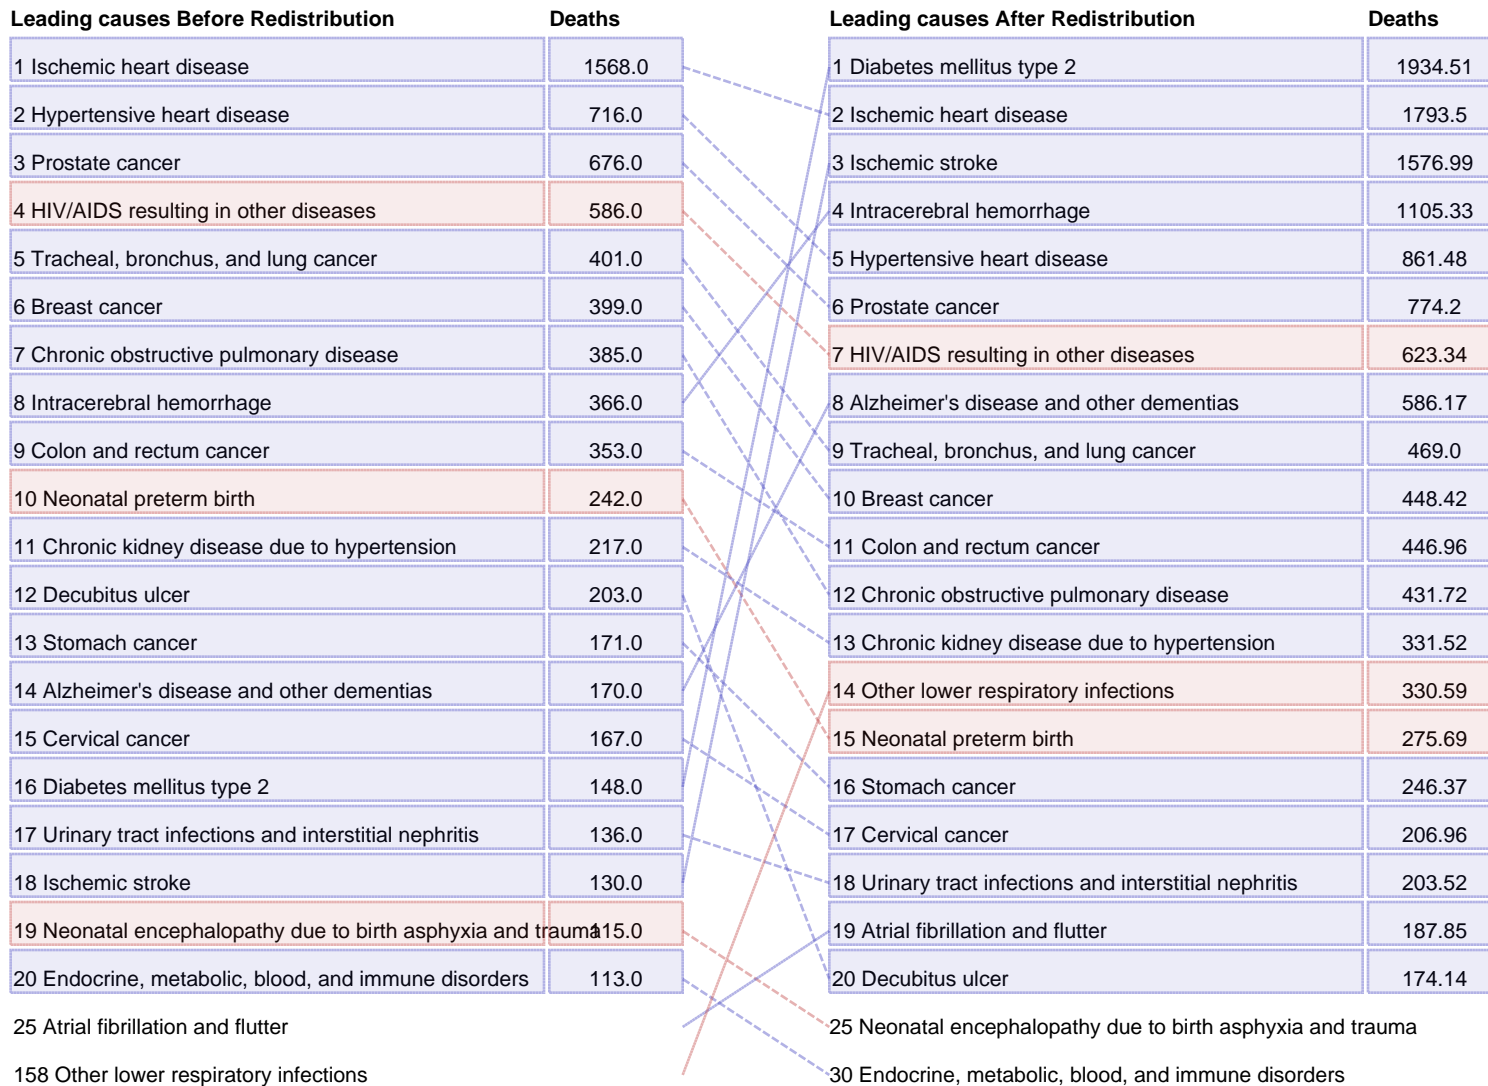 Leading causes Before Redistribution Deaths Leading causes After Redistribution Deaths
1 Ischemic heart disease 1568.0 1 Diabetes mellitus type 2 1934.51
2 Hypertensive heart disease 716.0 2 Ischemic heart disease 1793.5
3 Prostate cancer 676.0 3 Ischemic stroke 1576.99
4 HIV/AIDS resulting in other diseases 586.0 4 Intracerebral hemorrhage 1105.33
5 Tracheal, bronchus, and lung cancer 401.0 5 Hypertensive heart disease 861.48
6 Breast cancer 399.0 6 Prostate cancer 774.2
7 Chronic obstructive pulmonary disease 385.0 7 HIV/AIDS resulting in other diseases 623.34
8 Intracerebral hemorrhage 366.0 8 Alzheimer's disease and other dementias 586.17
9 Colon and rectum cancer 353.0 9 Tracheal, bronchus, and lung cancer 469.0
10 Neonatal preterm birth 242.0 10 Breast cancer 448.42
11 Chronic kidney disease due to hypertension 217.0 11 Colon and rectum cancer 446.96
12 Decubitus ulcer 203.0 12 Chronic obstructive pulmonary disease 431.72
13 Stomach cancer 171.0 13 Chronic kidney disease due to hypertension 331.52
14 Alzheimer's disease and other dementias 170.0 14 Other lower respiratory infections 330.59
15 Cervical cancer 167.0 15 Neonatal preterm birth 275.69
16 Diabetes mellitus type 2 148.0 16 Stomach cancer 246.37
17 Urinary tract infections and interstitial nephritis 136.0 17 Cervical cancer 206.96
18 Ischemic stroke 130.0 18 Urinary tract infections and interstitial nephritis 203.52
19 Neonatal encephalopathy due to birth asphyxia and trauma 115.0 19 Atrial fibrillation and flutter 187.85
20 Endocrine, metabolic, blood, and immune disorders 113.0 20 Decubitus ulcer 174.14
25 Atrial fibrillation and flutter 25 Neonatal encephalopathy due to birth asphyxia and trauma
158 Other lower respiratory infections 30 Endocrine, metabolic, blood, and immune disorders